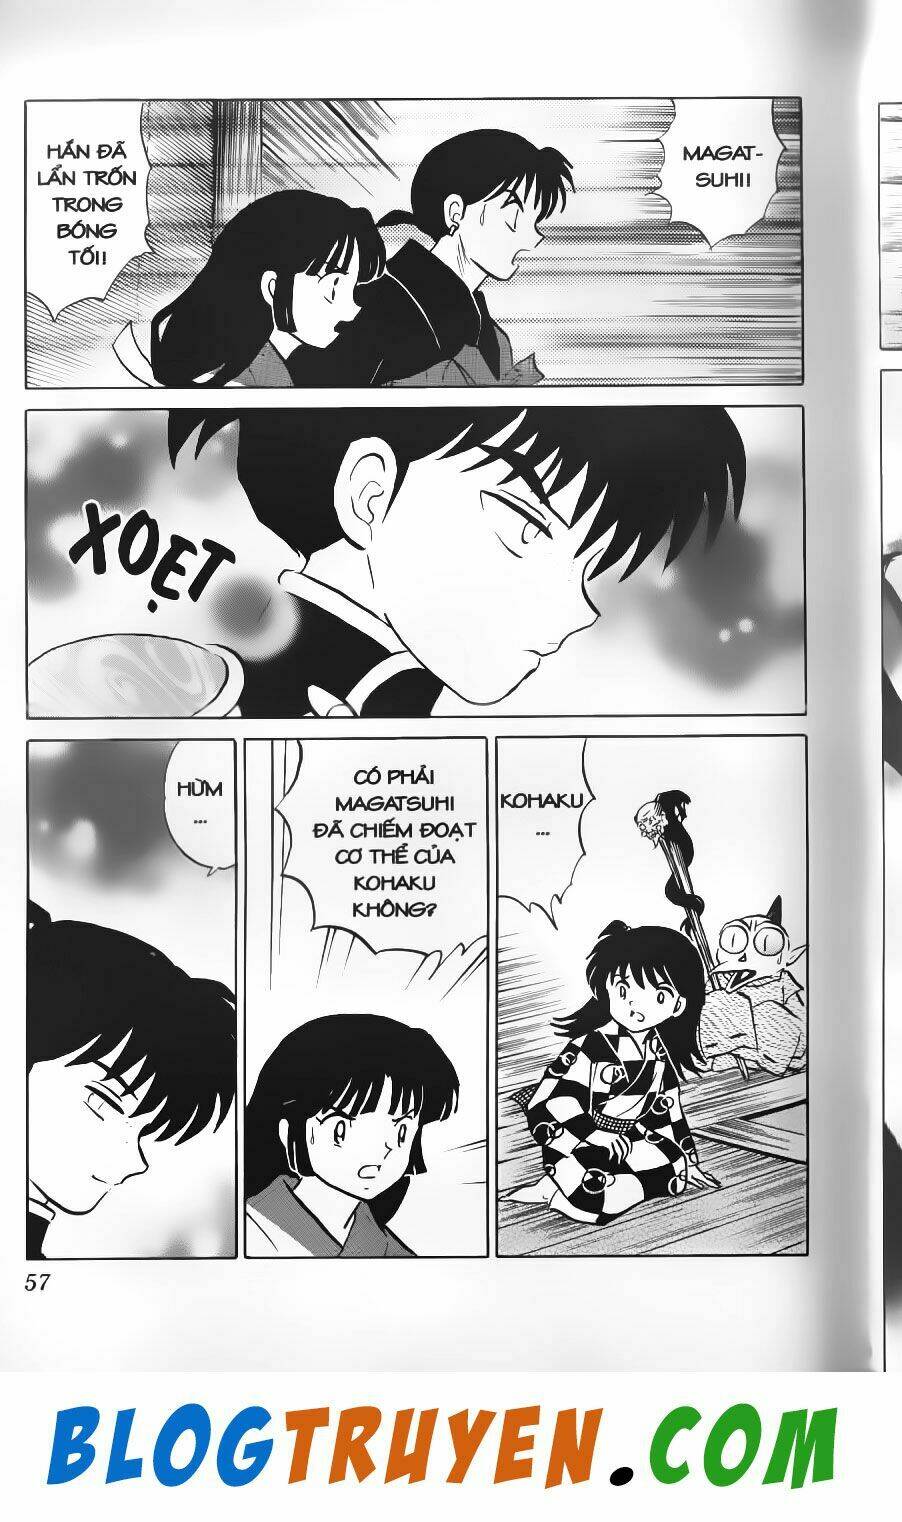 MAGAT-
SUHI!
HẮN ĐÃ
LẨN TRỐN
TRONG
BÓNG
TỐI!
XOẸT
KOHAKU
...
CÓ PHẢI
MAGATSUHI
ĐÃ CHIẾM ĐOẠT
CƠ THỂ CỦA
KOHAKU
KHÔNG?
HỪM
...
57
BLOGTRUYEN.COM